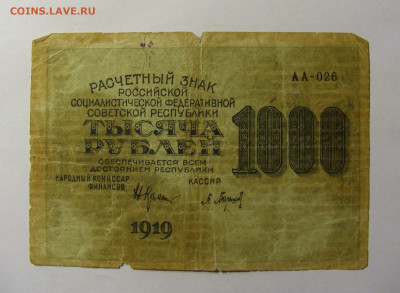 COINS.LAVE.RU
РАСЧЕТНЫЙ ЗНАК
РОССИЙСКОЙ
СОЦИАЛИСТИЧЕСКОЙ ФЕДЕРАТИВНОЙ
СОВЕТСКОЙ РЕСПУБЛИКИ
ТЫСЯЧА
РУБЛЕЙ
ОБЕСПЕЧИВАЕТСЯ ВСЕМ
ДОСТОЯНИЕМ РЕСПУБЛИКИ
НАРОДНЫЙ КОМИССАР
ФИНАНСОВ
КАССИР
1919
АА-026
1000